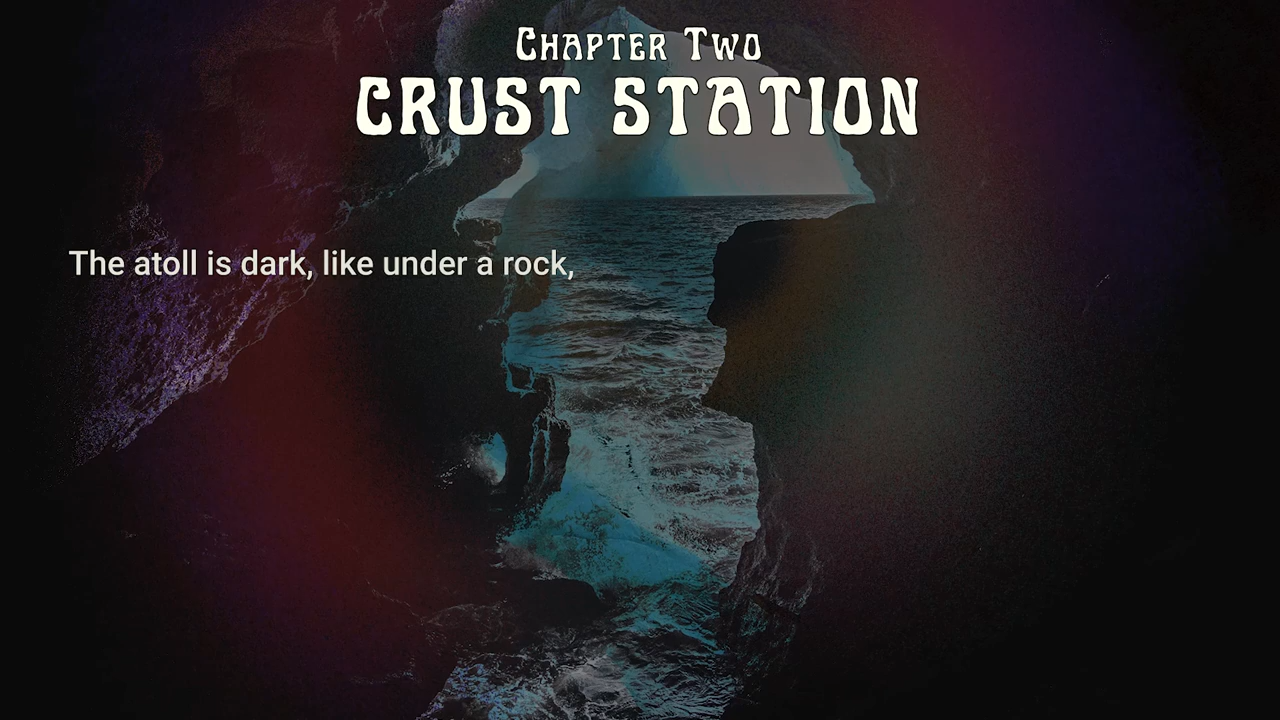 Chapter Two
CRUST STATION
The atoll is dark, like under a rock,